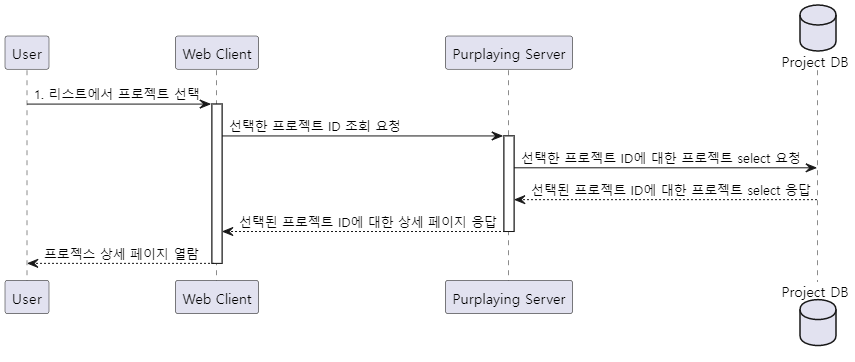 User
Web Client
Purplaying Server
Project DB
1. 리스트에서 프로젝트 선택
선택한 프로젝트 ID 조회 요청
선택한 프로젝트 ID에 대한 프로젝트 select 요청
선택된 프로젝트 ID에 대한 프로젝트 select 응답
선택된 프로젝트 ID에 대한 상세 페이지 응답
프로젝스 상세 페이지 열람
User
Web Client
Purplaying Server
Project DB